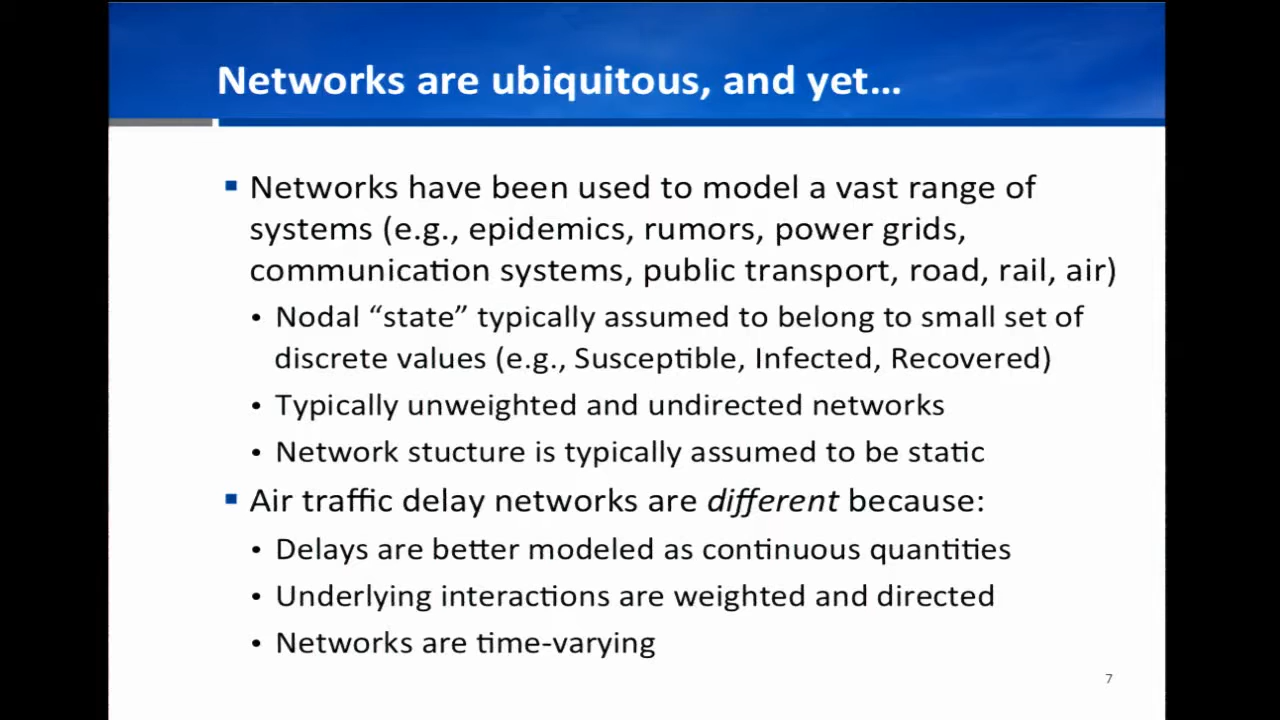 Networks are ubiquitous, and yet...
▪ Networks have been used to model a vast range of
systems (e.g., epidemics, rumors, power grids,
communication systems, public transport, road, rail, air)
• Nodal “state” typically assumed to belong to small set of
discrete values (e.g., Susceptible, Infected, Recovered)
• Typically unweighted and undirected networks
• Network stucture is typically assumed to be static
▪ Air traffic delay networks are different because:
• Delays are better modeled as continuous quantities
• Underlying interactions are weighted and directed
• Networks are time-varying
7